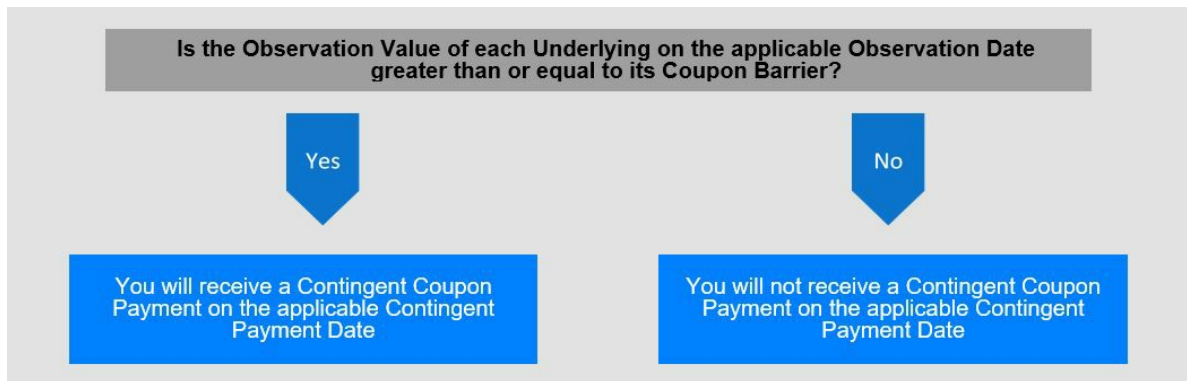 Is the Observation Value of each Underlying on the applicable Observation Date
greater than or equal to its Coupon Barrier?
Yes
No
You will receive a Contingent Coupon
Payment on the applicable Contingent
Payment Date
You will not receive a Contingent Coupon
Payment on the applicable Contingent
Payment Date